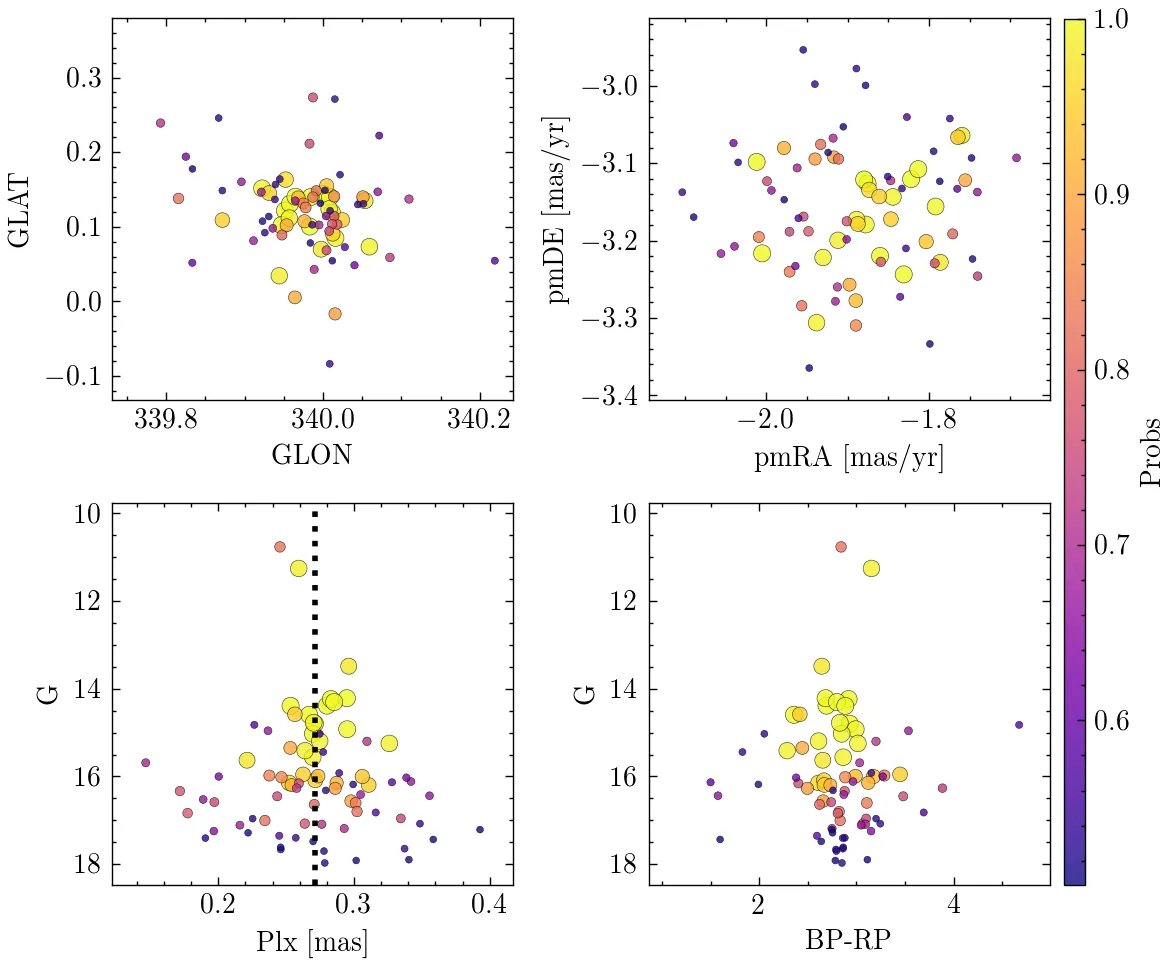 0.3
0.2
0.1
0.0
−0.1
GLAT
339.8 340.0 340.2
GLON
−3.0
−3.1
−3.2
−3.3
−3.4
pmDE [mas/yr]
−2.0 −1.8
pmRA [mas/yr]
10
12
14
16
18
G
0.2 0.3 0.4
Plx [mas]
10
12
14
16
18
G
2 4
BP-RP
1.0
0.9
0.8
0.7
0.6
Probs